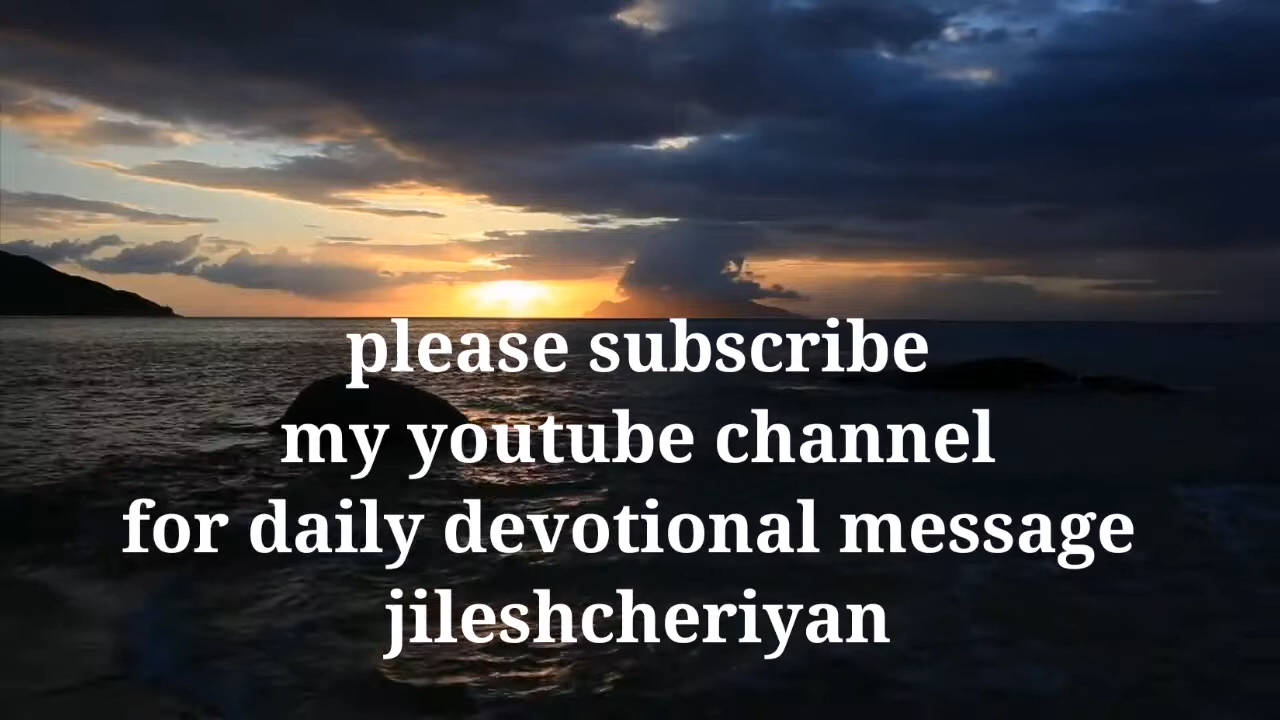 please subscribe
my youtube channel
for daily devotional message
jileshcheriyan